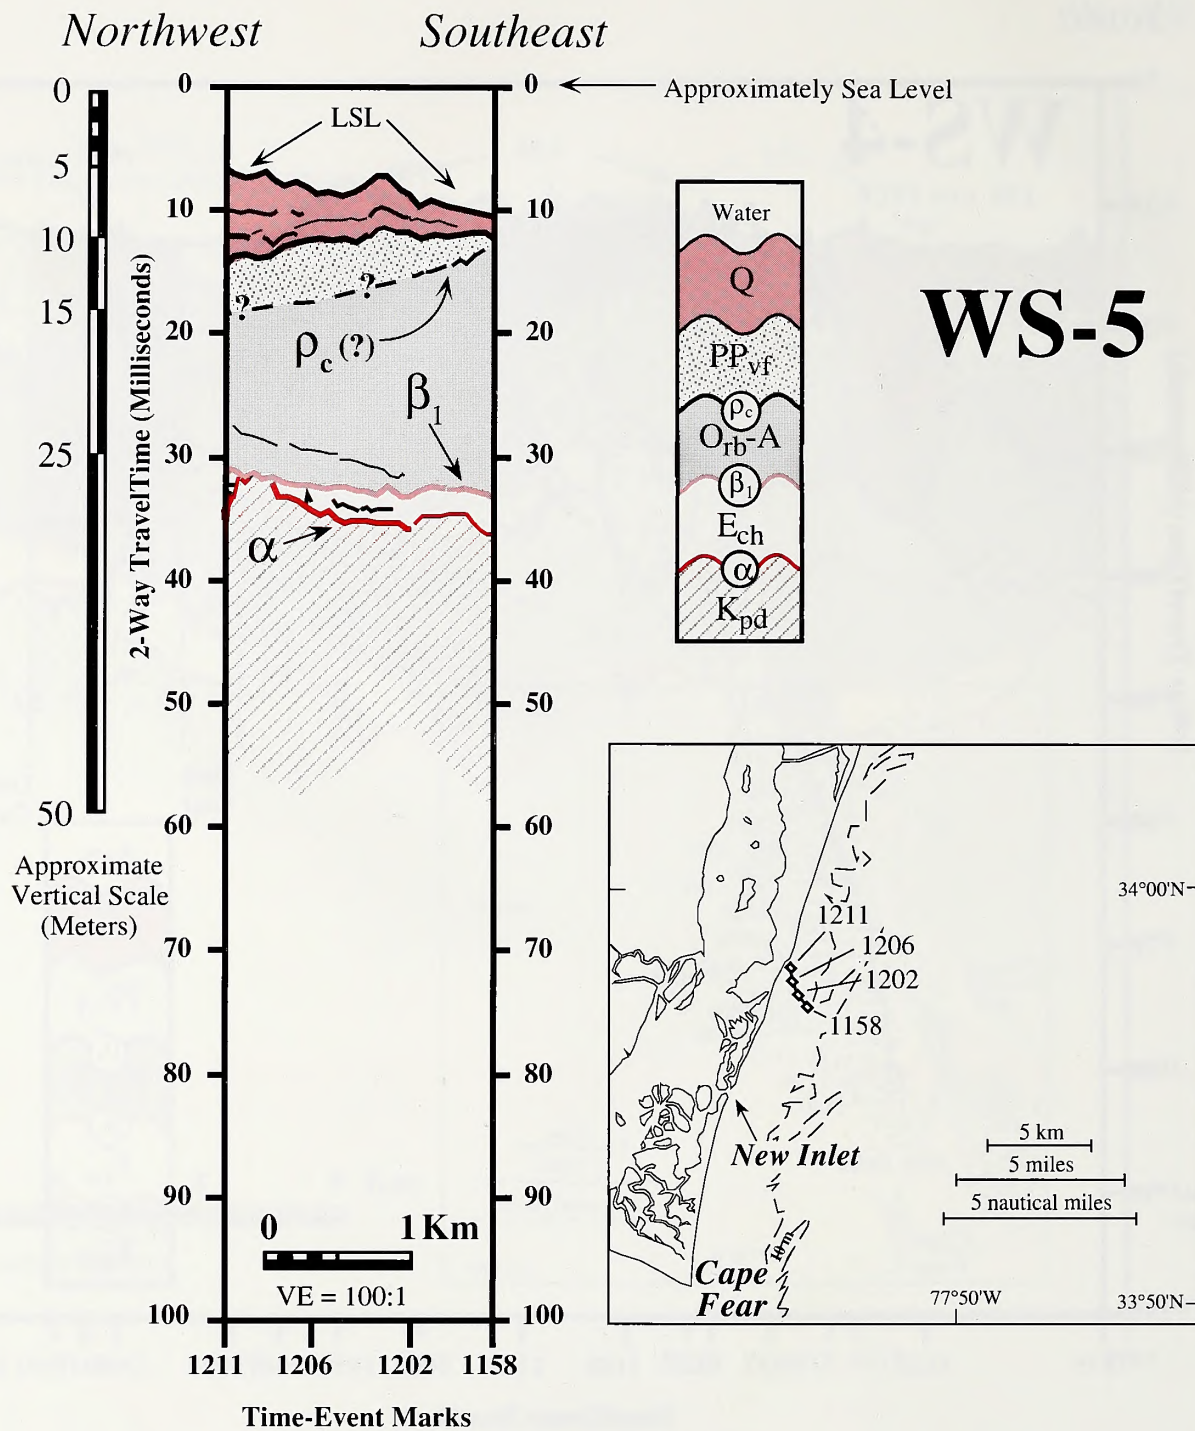 Northwest
Southeast
0
5
10
15
25
50
Approximate
Vertical Scale
(Meters)
2-Way TravelTime (Milliseconds)
0
10
20
30
40
50
60
70
80
90
100
0
10
20
30
40
50
60
70
80
90
100
Approximately Sea Level
LSL
?
?
ρc (?)
β1
α
0 1 Km
VE = 100:1
1211 1206 1202 1158
Time-Event Marks
Water
Q
PPvf
ρc
Orb-A
β1
Ech
α
Kpd
WS-5
34°00'N
1211
1206
1202
1158
New Inlet
5 km
5 miles
5 nautical miles
10 m
Cape
Fear
77°50'W
33°50'N